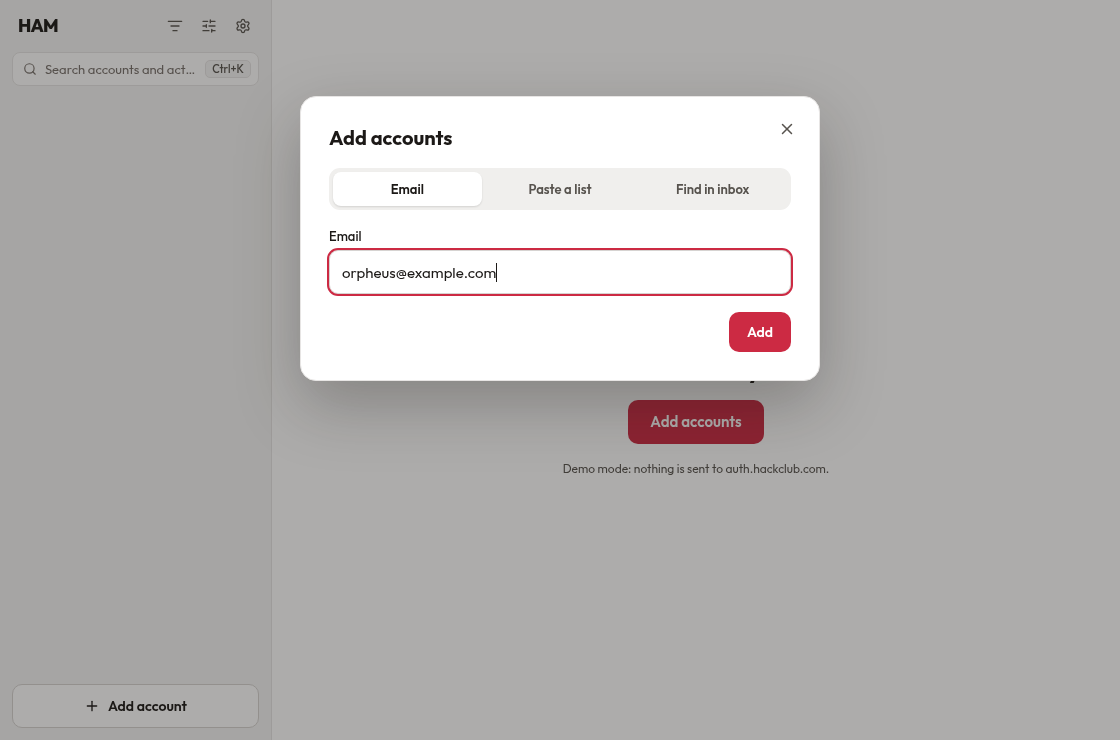 HAM
Search accounts and act... Ctrl+K
Add accounts
Email Paste a list Find in inbox
Email
orpheus@example.com
Add
Add accounts
Demo mode: nothing is sent to auth.hackclub.com.
Add account